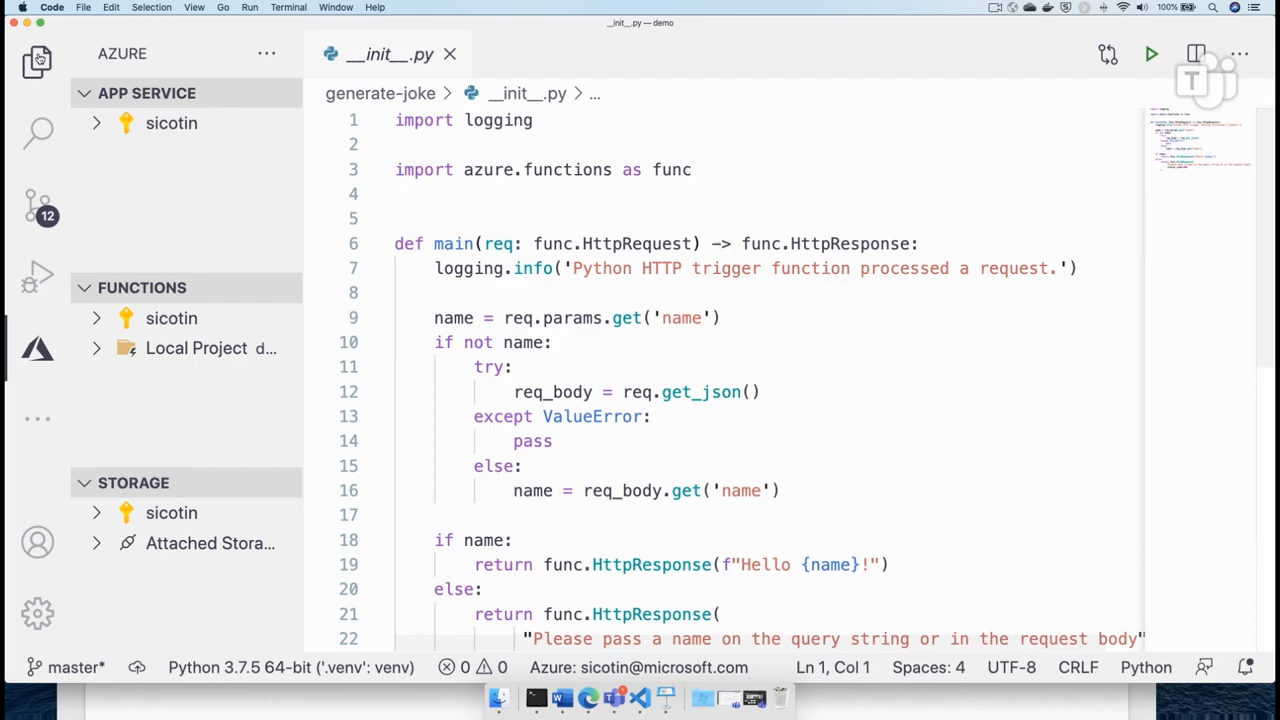 Code File Edit Selection View Go Run Terminal Window Help 100%
__init__.py — demo
AZURE
__init__.py
T
APP SERVICE
generate-joke > __init__.py > ...
sicotin
12
FUNCTIONS
sicotin
Local Project d...
STORAGE
sicotin
Attached Stora...
1 import logging
2
3 import azure.functions as func
4
5
6 def main(req: func.HttpRequest) -> func.HttpResponse:
7 logging.info('Python HTTP trigger function processed a request.')
8
9 name = req.params.get('name')
10 if not name:
11 try:
12 req_body = req.get_json()
13 except ValueError:
14 pass
15 else:
16 name = req_body.get('name')
17
18 if name:
19 return func.HttpResponse(f"Hello {name}!")
20 else:
21 return func.HttpResponse(
22 "Please pass a name on the query string or in the request body"
master* Python 3.7.5 64-bit ('.venv': venv) 0 0 Azure: sicotin@microsoft.com Ln 1, Col 1 Spaces: 4 UTF-8 CRLF Python